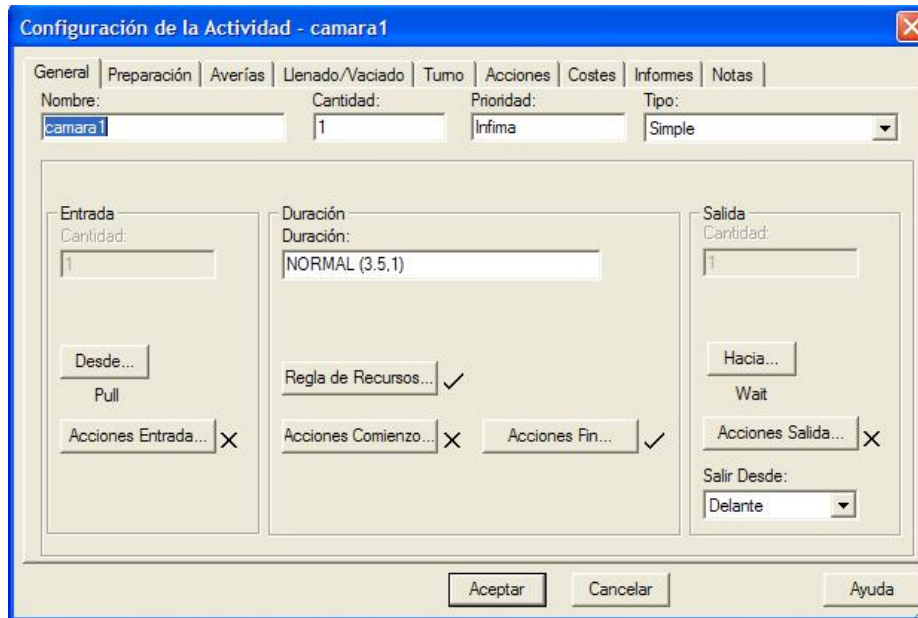 Configuración de la Actividad - camara1
General Preparación Averías Llenado/Vaciado Turno Acciones Costes Informes Notas
Nombre: Cantidad: Prioridad: Tipo:
camara1 1 Infima Simple
Entrada Duración Salida
Cantidad: Duración: Cantidad:
1 NORMAL (3.5,1) 1
Desde... Hacia...
Regla de Recursos...
Pull Wait
Acciones Entrada... Acciones Comienzo... Acciones Fin... Acciones Salida...
Salir Desde:
Delante
Aceptar Cancelar Ayuda